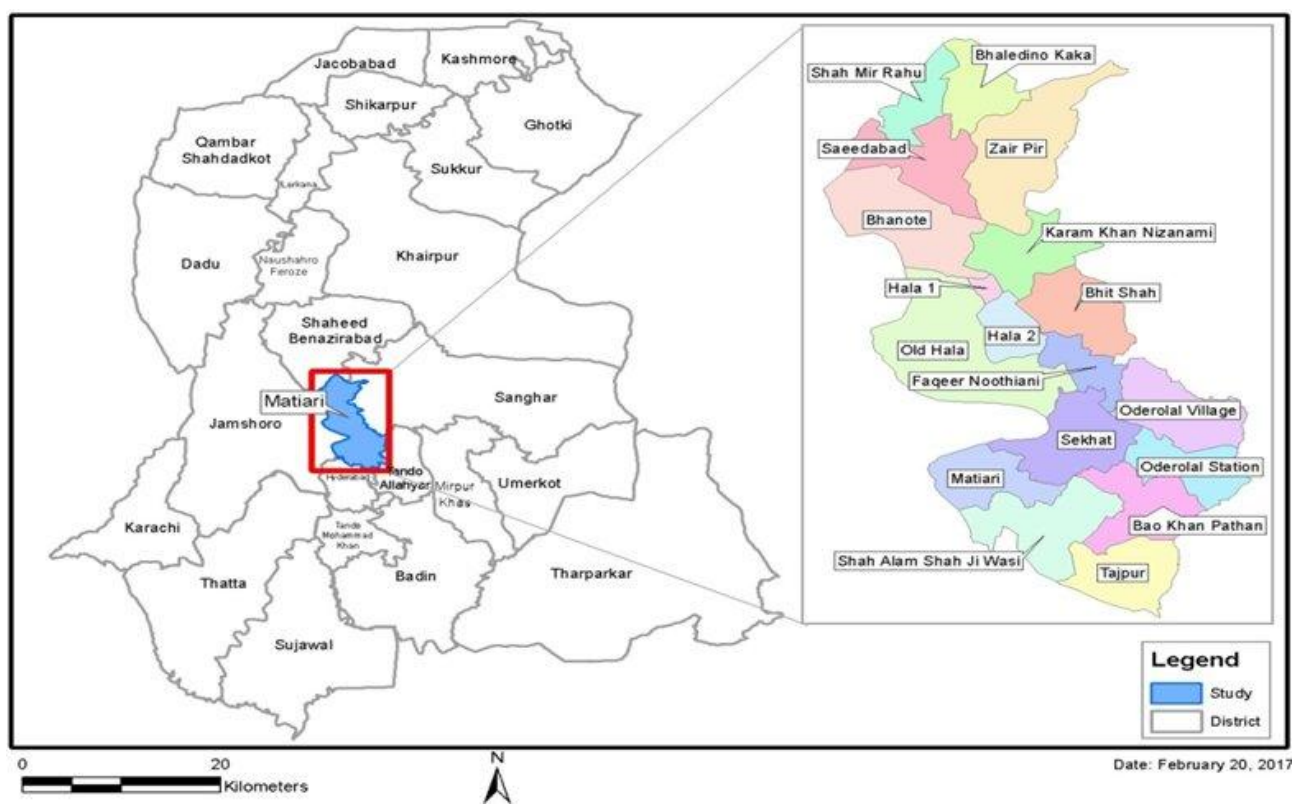 Jacobabad
Kashmore
Shikarpur
Ghotki
Qambar
Shahdadkot
Larkana
Sukkur
Dadu
Naushahro
Feroze
Khairpur
Shaheed
Benazirabad
Matiari
Sanghar
Jamshoro
Hyderabad
Tando
Allahyar
Mirpur
Khas
Umerkot
Karachi
Tando
Mohammad
Khan
Thatta
Badin
Tharparkar
Sujawal
Bhaledino Kaka
Shah Mir Rahu
Saeedabad
Zair Pir
Bhanote
Karam Khan Nizanami
Hala 1
Bhit Shah
Hala 2
Old Hala
Faqeer Noothiani
Oderolal Village
Sekhat
Oderolal Station
Matiari
Bao Khan Pathan
Shah Alam Shah Ji Wasi
Tajpur
Legend
Study
District
0 20
Kilometers
N
Date: February 20, 2017